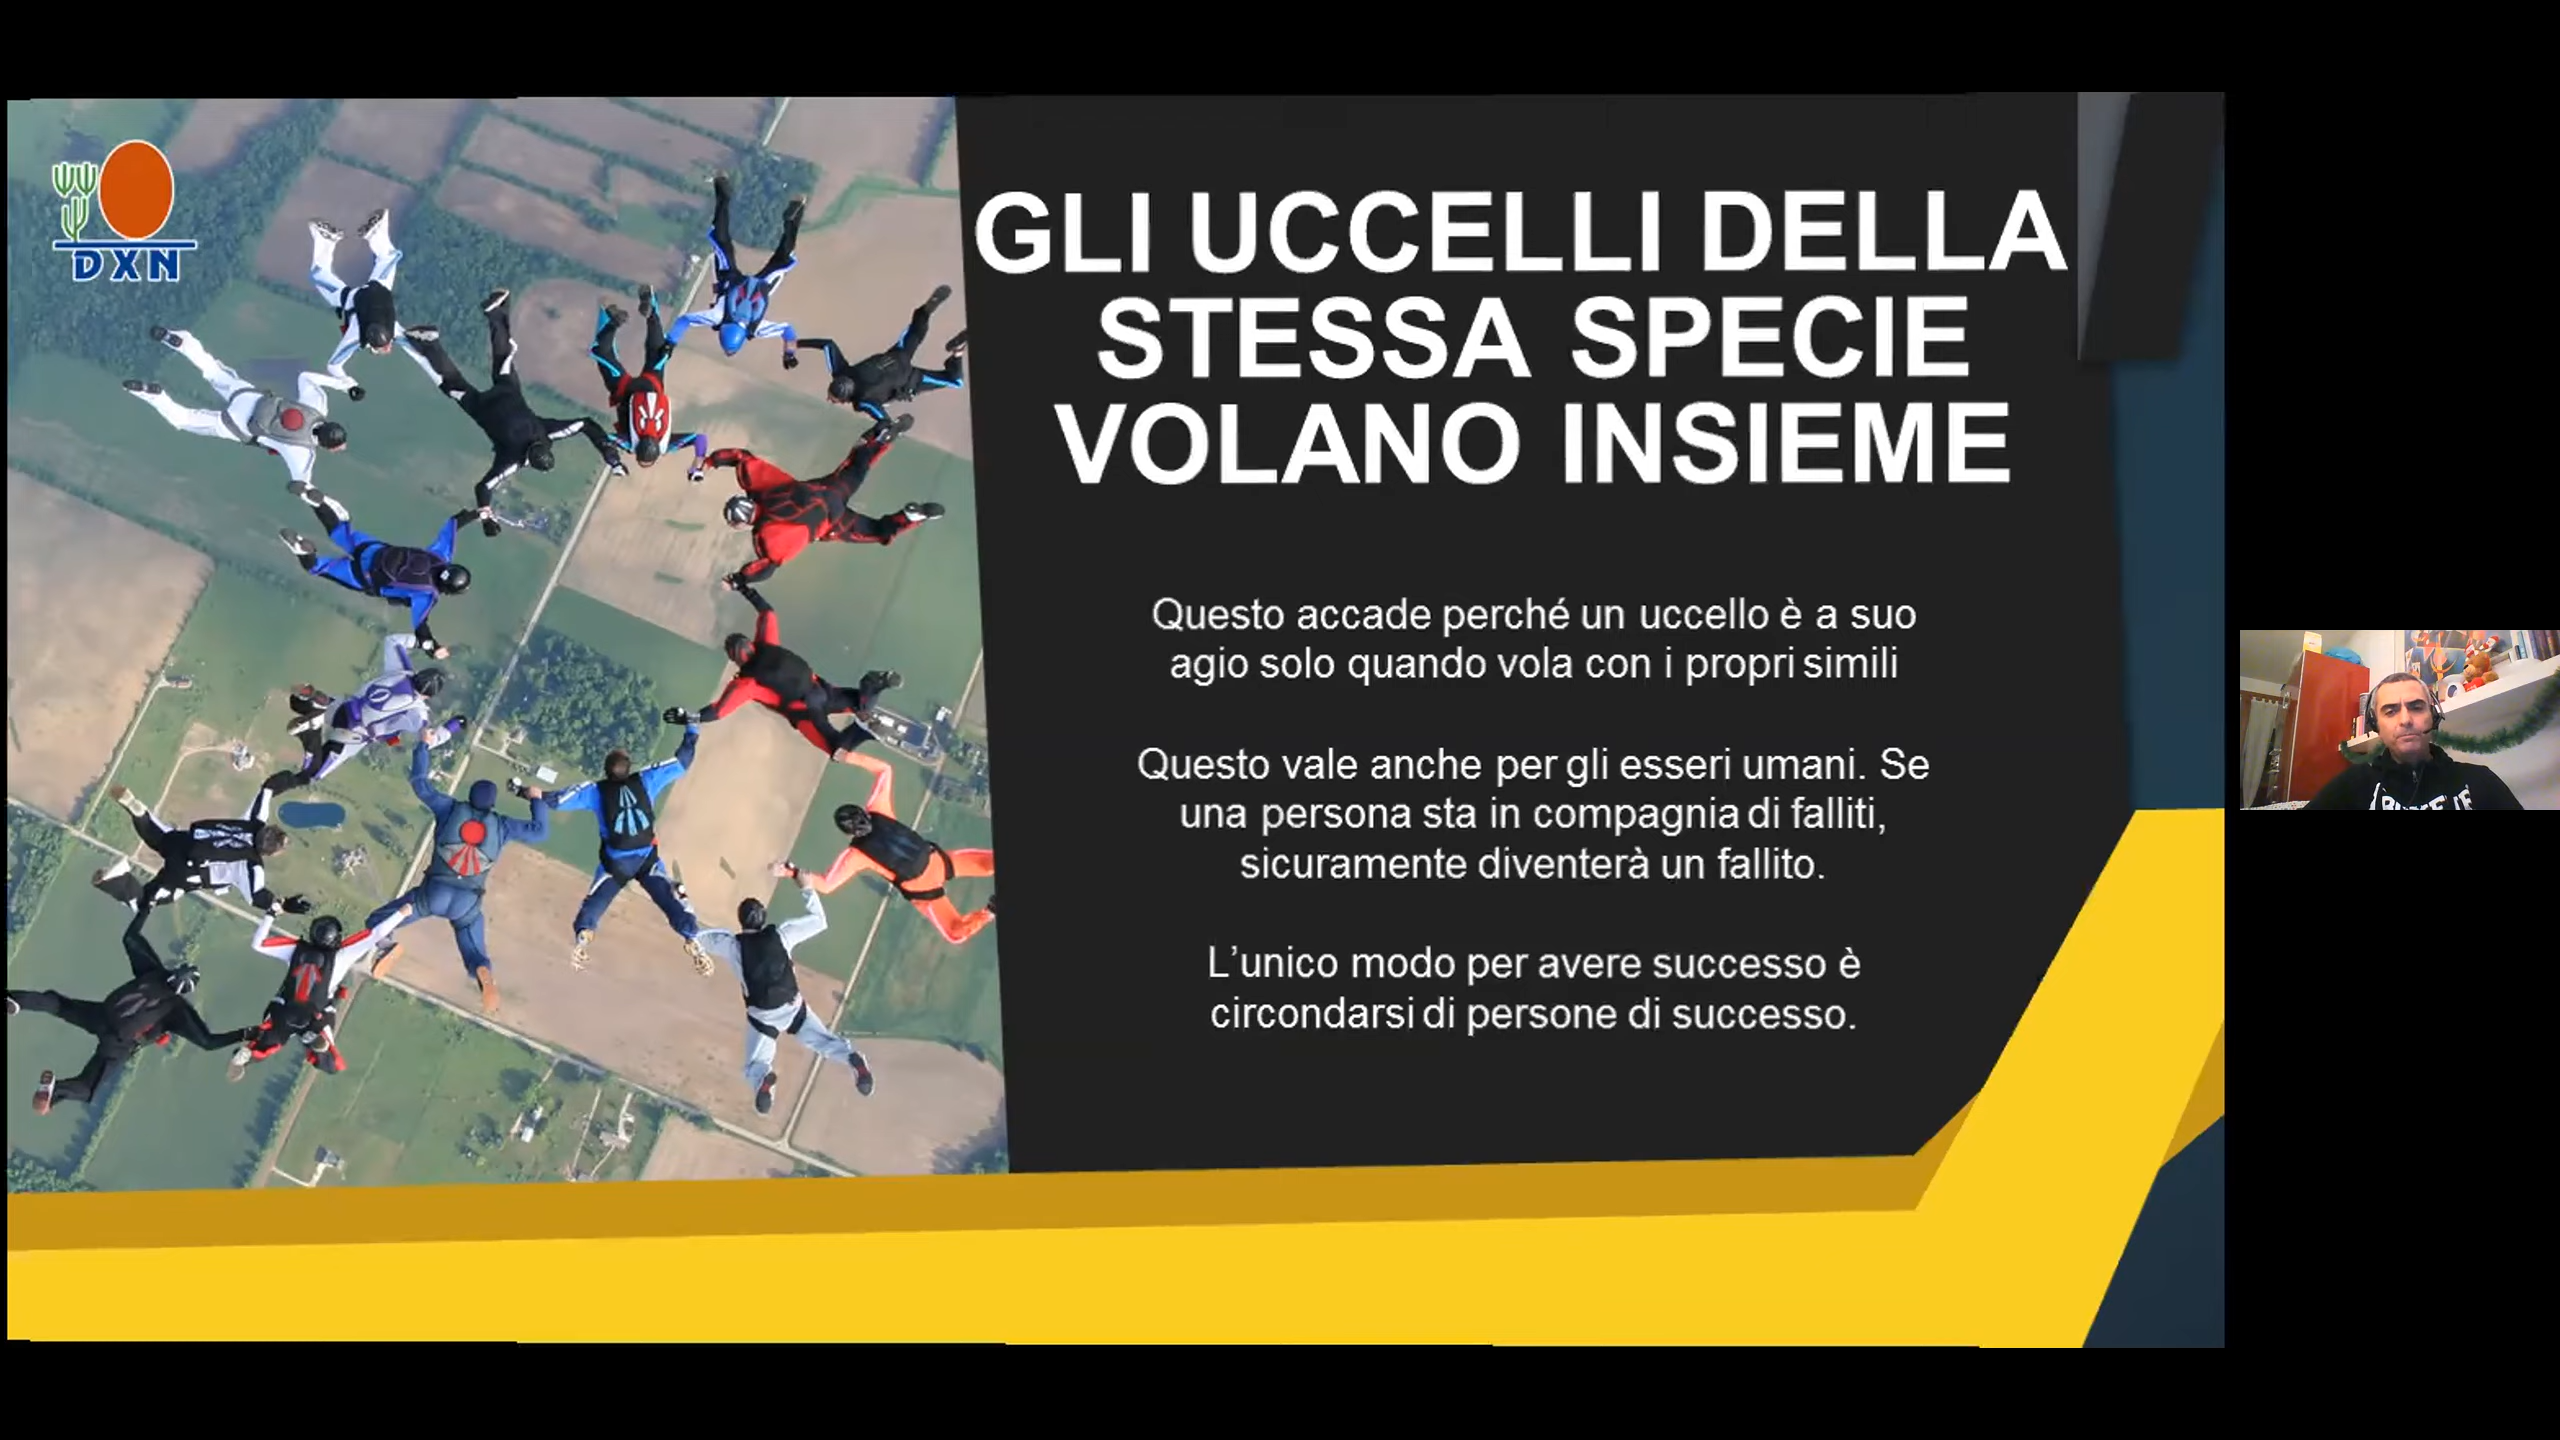 DXN
GLI UCCELLI DELLA
STESSA SPECIE
VOLANO INSIEME
Questo accade perché un uccello è a suo
agio solo quando vola con i propri simili
Questo vale anche per gli esseri umani. Se
una persona sta in compagnia di falliti,
sicuramente diventerà un fallito.
L’unico modo per avere successo è
circondarsi di persone di successo.